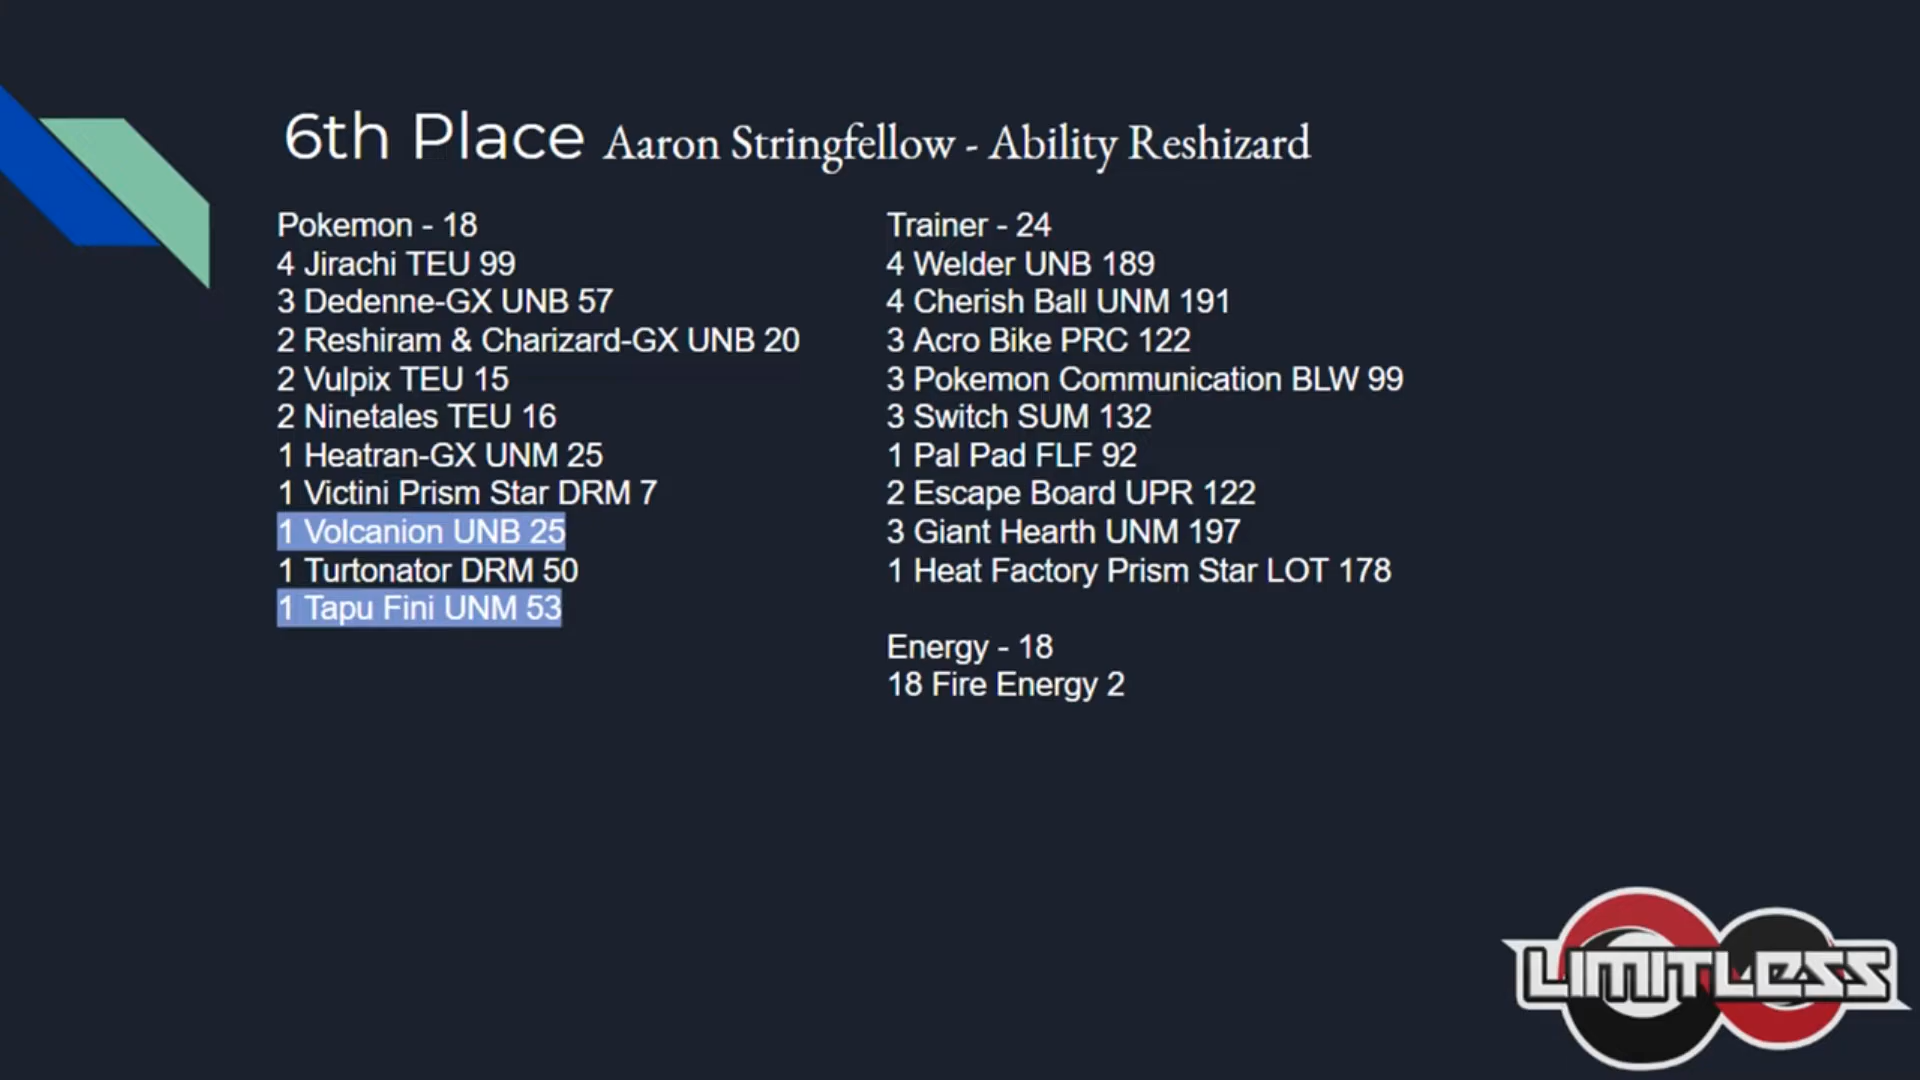 6th Place Aaron Stringfellow - Ability Reshizard
Pokemon - 18
4 Jirachi TEU 99
3 Dedenne-GX UNB 57
2 Reshiram & Charizard-GX UNB 20
2 Vulpix TEU 15
2 Ninetales TEU 16
1 Heatran-GX UNM 25
1 Victini Prism Star DRM 7
1 Volcanion UNB 25
1 Turtonator DRM 50
1 Tapu Fini UNM 53
Trainer - 24
4 Welder UNB 189
4 Cherish Ball UNM 191
3 Acro Bike PRC 122
3 Pokemon Communication BLW 99
3 Switch SUM 132
1 Pal Pad FLF 92
2 Escape Board UPR 122
3 Giant Hearth UNM 197
1 Heat Factory Prism Star LOT 178
Energy - 18
18 Fire Energy 2
LIMITLESS